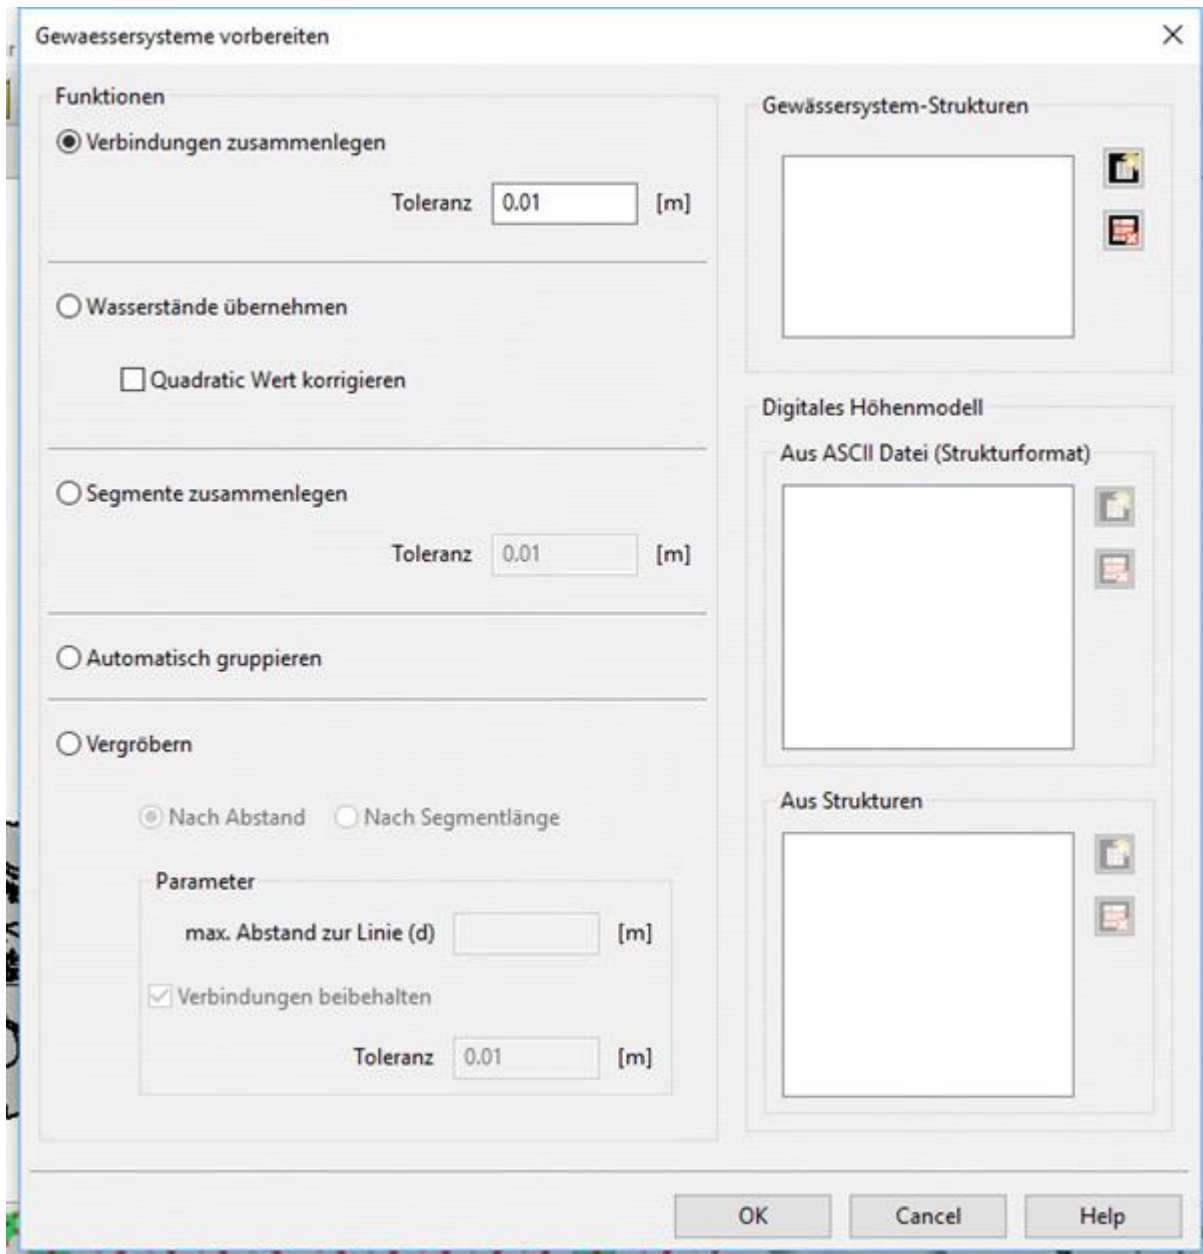 Gewaessersysteme vorbereiten
Funktionen
Verbindungen zusammenlegen
Toleranz 0.01 [m]
Wasserstände übernehmen
Quadratic Wert korrigieren
Segmente zusammenlegen
Toleranz 0.01 [m]
Automatisch gruppieren
Vergröbern
Nach Abstand Nach Segmentlänge
Parameter
max. Abstand zur Linie (d) [m]
Verbindungen beibehalten
Toleranz 0.01 [m]
Gewässersystem-Strukturen
Digitales Höhenmodell
Aus ASCII Datei (Strukturformat)
Aus Strukturen
OK Cancel Help